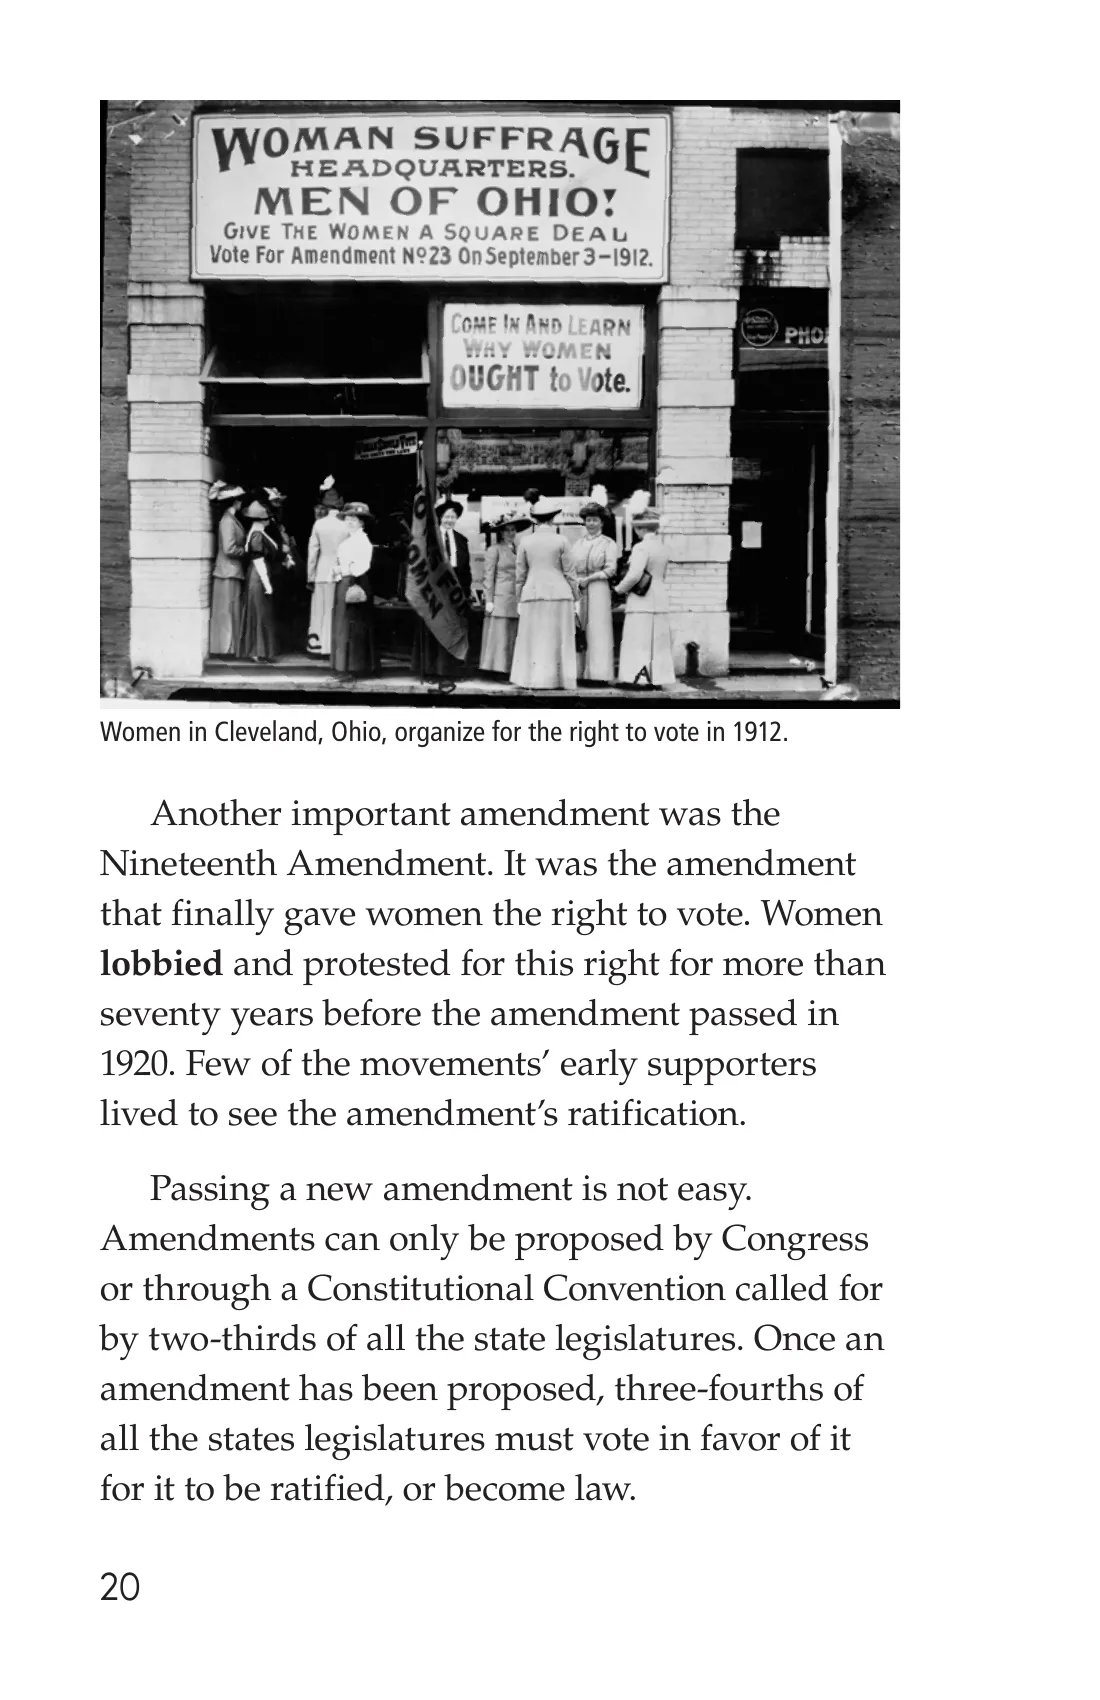 WOMAN SUFFRAGE
HEADQUARTERS.
MEN OF OHIO!
GIVE THE WOMEN A SQUARE DEAL
Vote For Amendment Nº 23 On September 3-1912.
COME IN AND LEARN
WHY WOMEN
OUGHT to Vote.
PHO
OMEN
FOR
C
A
Women in Cleveland, Ohio, organize for the right to vote in 1912.
Another important amendment was the
Nineteenth Amendment. It was the amendment
that finally gave women the right to vote. Women
lobbied and protested for this right for more than
seventy years before the amendment passed in
1920. Few of the movements’ early supporters
lived to see the amendment’s ratification.
Passing a new amendment is not easy.
Amendments can only be proposed by Congress
or through a Constitutional Convention called for
by two-thirds of all the state legislatures. Once an
amendment has been proposed, three-fourths of
all the states legislatures must vote in favor of it
for it to be ratified, or become law.
20